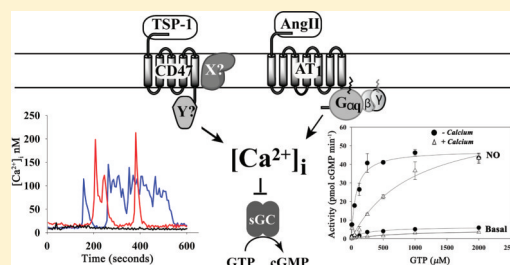 TSP-1
AngII
CD47
X?
AT1
Y?
Gαq
β
γ
[Ca2+]i nM
250
200
150
100
50
0
0 200 400 600
Time (seconds)
[Ca2+]i
sGC
GTP cGMP
- Calcium
+ Calcium
NO
Basal
Activity (pmol cGMP min-1)
60
50
40
30
20
10
0
0 500 1000 1500 2000
GTP (µM)